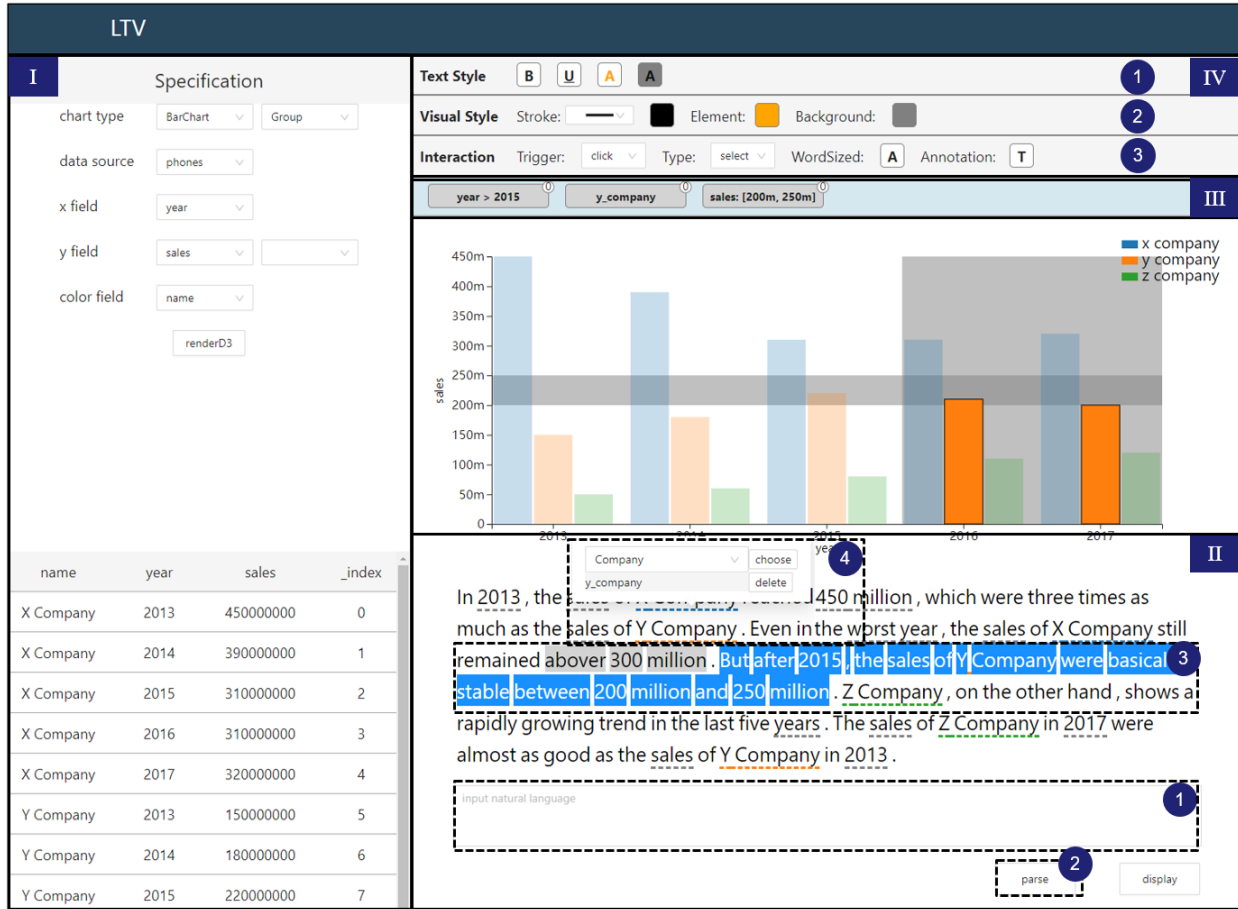 LTV
I
Specification
chart type BarChart Group
data source phones
x field year
y field sales
color field name
renderD3
name year sales _index
X Company 2013 450000000 0
X Company 2014 390000000 1
X Company 2015 310000000 2
X Company 2016 310000000 3
X Company 2017 320000000 4
Y Company 2013 150000000 5
Y Company 2014 180000000 6
Y Company 2015 220000000 7
Text Style B U A A 1 IV
Visual Style Stroke: Element: Background: 2
Interaction Trigger: click Type: select WordSized: A Annotation: T 3
year > 2015 0 y_company 0 sales: [200m, 250m] 0 III
x company
y company
z company
450m
400m
350m
300m
250m
200m
150m
100m
50m
0
sales
2013 2014 2015 2016 2017
II
Company choose 4
y_company delete
In 2013 , the 450 million , which were three times as
much as the sales of Y Company . Even in the worst year , the sales of X Company still
remained abover 300 million . But after 2015 , the sales of Y Company were basical 3
stable between 200 million and 250 million . Z Company , on the other hand , shows a
rapidly growing trend in the last five years . The sales of Z Company in 2017 were
almost as good as the sales of Y Company in 2013 .
input natural language 1
parse 2 display